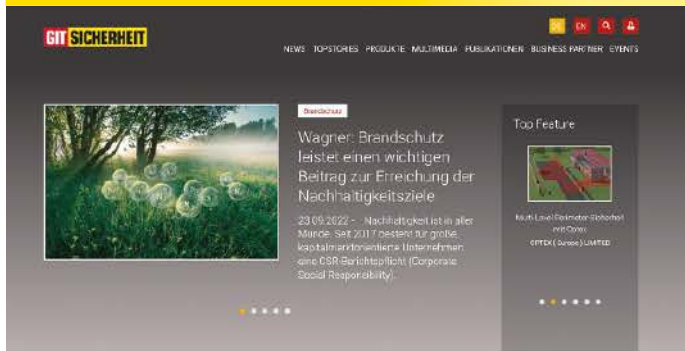 GIT SICHERHEIT
DE EN
NEWS TOPSTORIES PRODUKTE MULTIMEDIA PUBLIKATIONEN BUSINESS PARTNER EVENTS
Brandschutz
Wagner: Brandschutz
leistet einen wichtigen
Beitrag zur Erreichung der
Nachhaltigkeitsziele
23.09.2022 - Nachhaltigkeit ist in aller
Munde. Seit 2017 besteht für große,
kapitalmarktorientierte Unternehmen
eine CSR-Berichtspflicht (Corporate
Social Responsibility).
Top Feature
Multi-Level Perimeter-Sicherheit
mit Optex
OPTEX ( Europe ) LIMITED